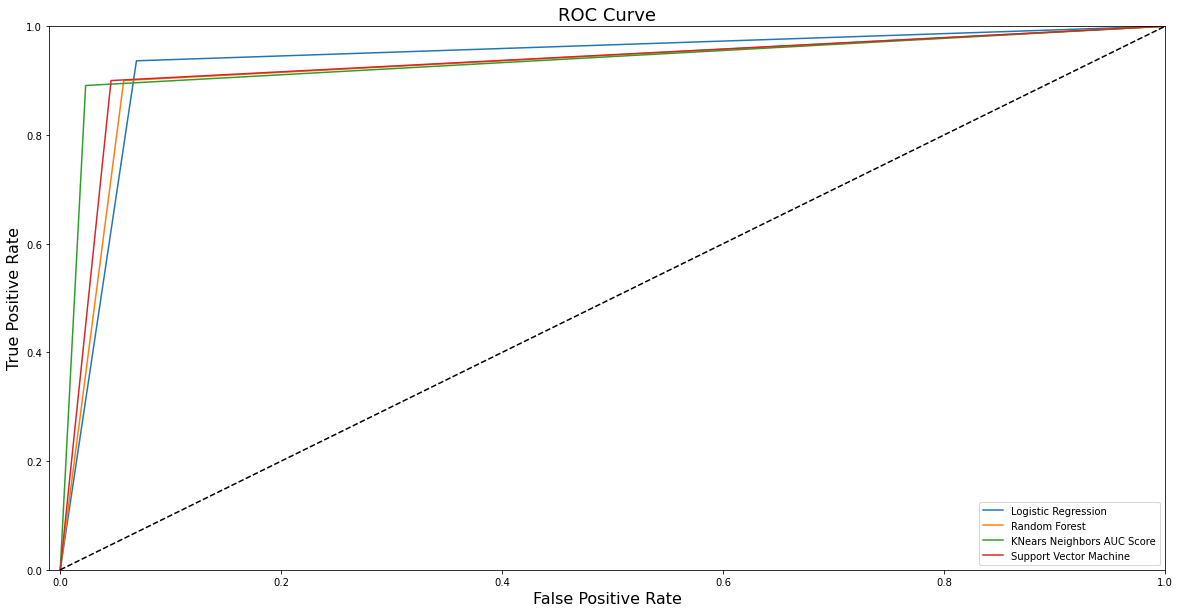 ROC Curve
1.0
0.8
0.6
0.4
0.2
0.0
True Positive Rate
0.0 0.2 0.4 0.6 0.8 1.0
False Positive Rate
Logistic Regression
Random Forest
KNears Neighbors AUC Score
Support Vector Machine